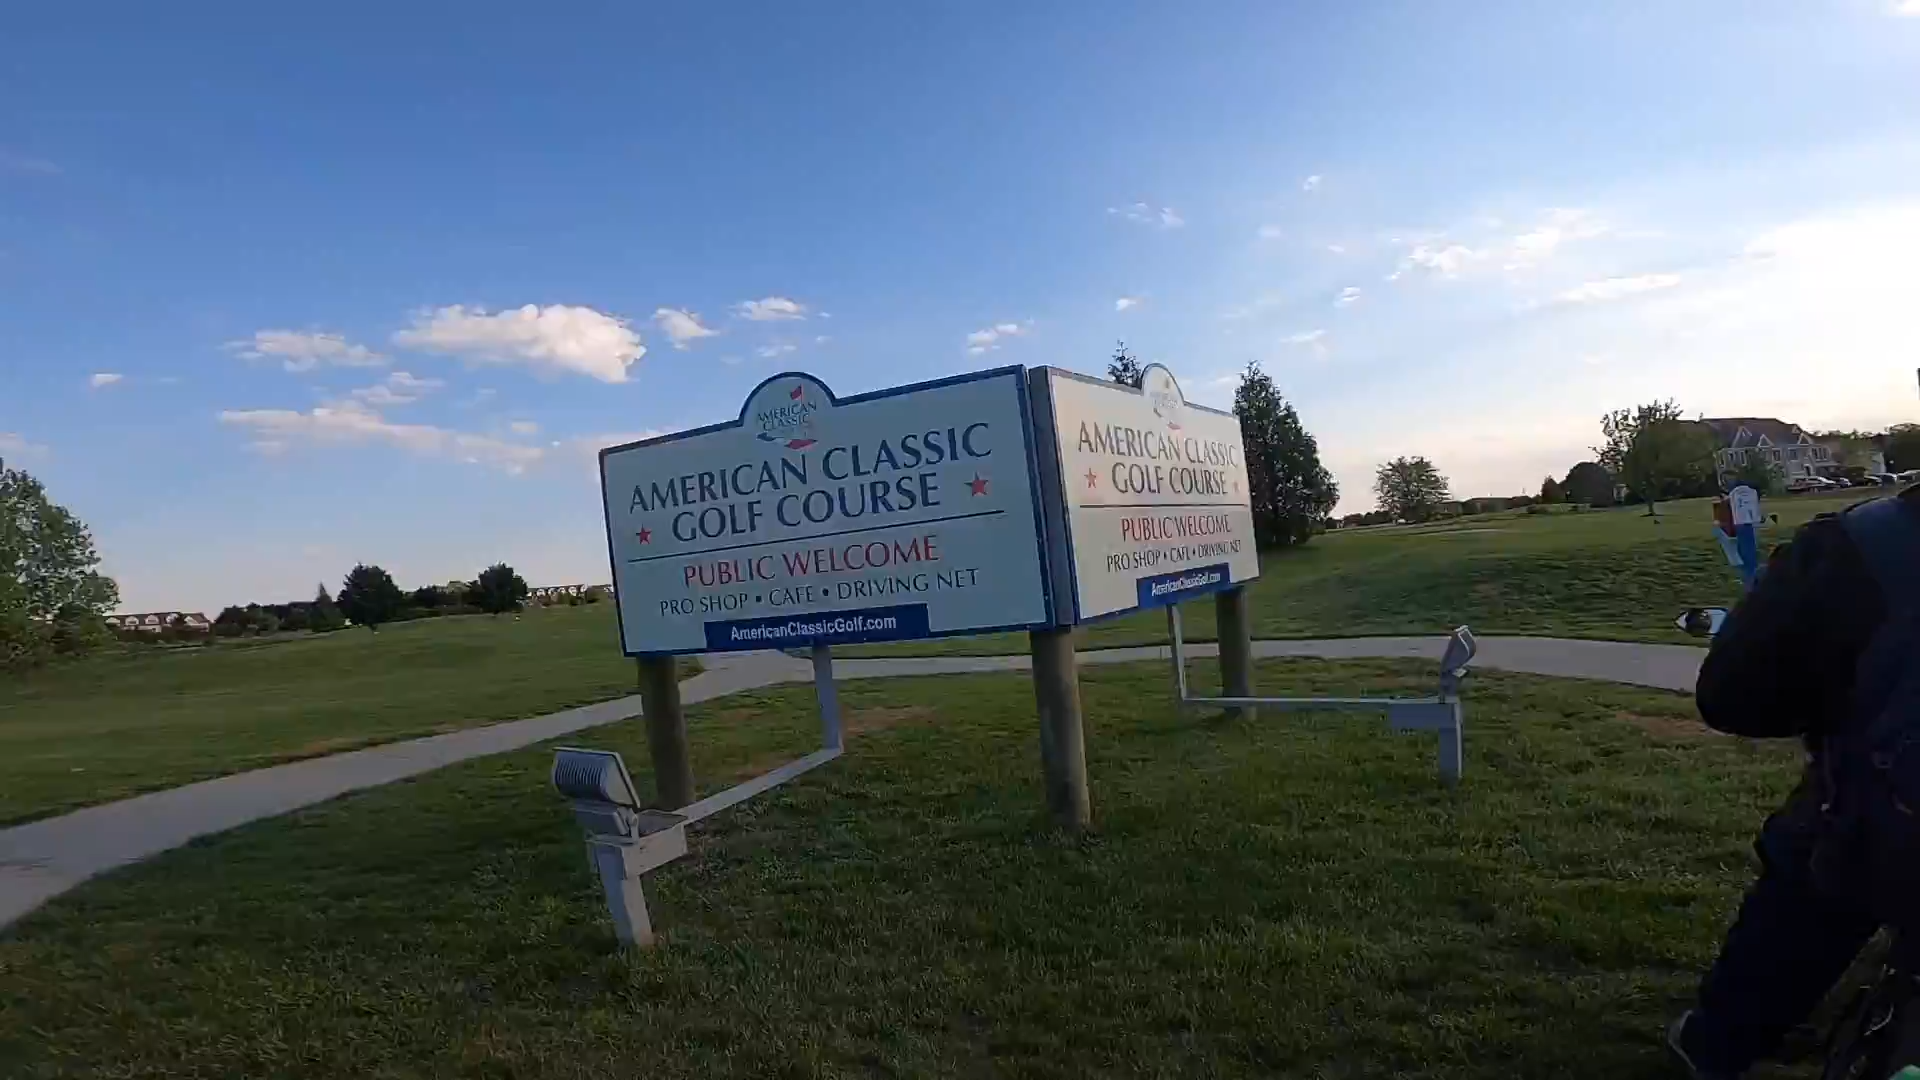 AMERICAN
CLASSIC
AMERICAN CLASSIC
GOLF COURSE
PUBLIC WELCOME
PRO SHOP • CAFE • DRIVING NET
AmericanClassicGolf.com
AMERICAN CLASSIC
GOLF COURSE
PUBLIC WELCOME
PRO SHOP • CAFE • DRIVING NET
AmericanClassicGolf.com